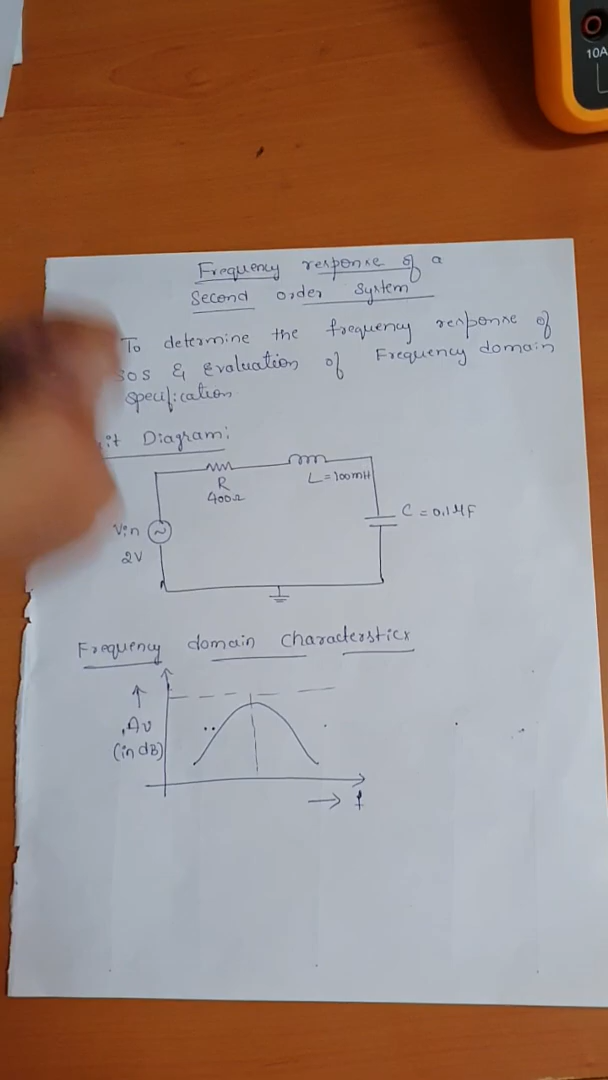 10A
Frequency response of a
Second order System
To determine the frequency response of
SOS & Evaluation of Frequency domain
Specification.
Diagram:
R
400Ω
L=100mH
C = 0.1μF
Vin
2V
Frequency domain Characterstics
Av
(in dB)
f